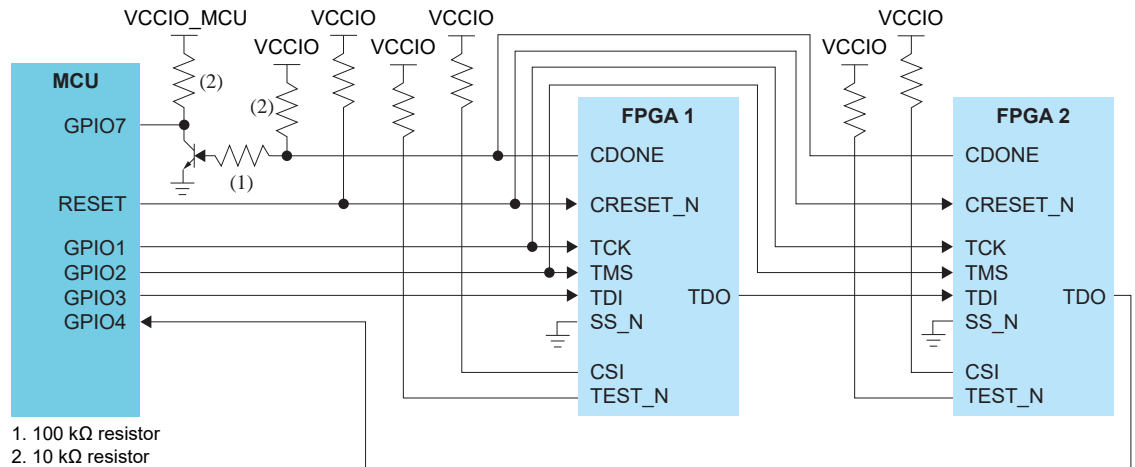 VCCIO_MCU
VCCIO
VCCIO
VCCIO
VCCIO
VCCIO
VCCIO
(2)
(2)
(1)
MCU
GPIO7
RESET
GPIO1
GPIO2
GPIO3
GPIO4
FPGA 1
CDONE
CRESET_N
TCK
TMS
TDI
TDO
SS_N
CSI
TEST_N
FPGA 2
CDONE
CRESET_N
TCK
TMS
TDI
TDO
SS_N
CSI
TEST_N
1. 100 kΩ resistor
2. 10 kΩ resistor